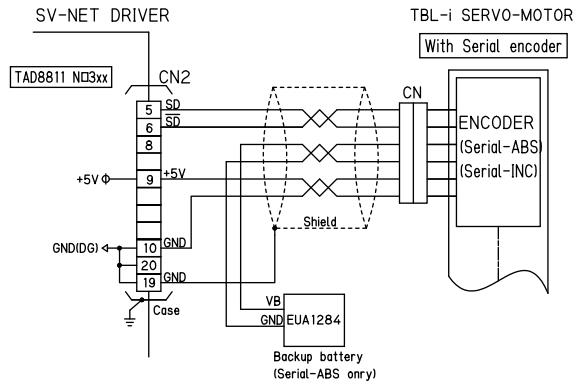 SV-NET DRIVER
TBL-i SERVO-MOTOR
With Serial encoder
TAD8811 N□3xx
CN2
CN
5 SD
6 SD
8
ENCODER
(Serial-ABS)
(Serial-INC)
+5V 9 +5V
Shield
GND(DG) 10 GND
20
19 GND
Case
VB
GND EUA1284
Backup battery
(Serial-ABS onry)